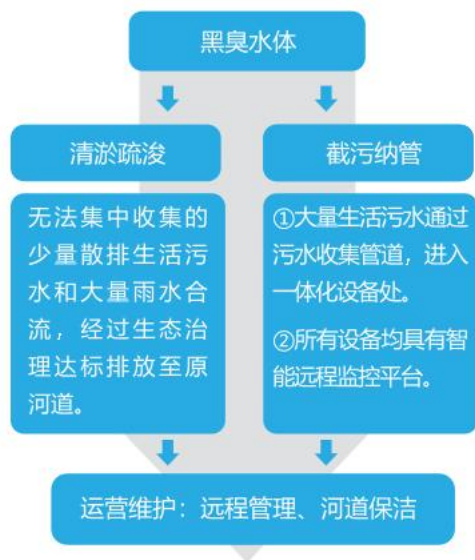 黑臭水体
清淤疏浚
无法集中收集的
少量散排生活污
水和大量雨水合
流，经过生态治
理达标排放至原
河道。
截污纳管
①大量生活污水通过
污水收集管道，进入
一体化设备处。
②所有设备均具有智
能远程监控平台。
运营维护：远程管理、河道保洁